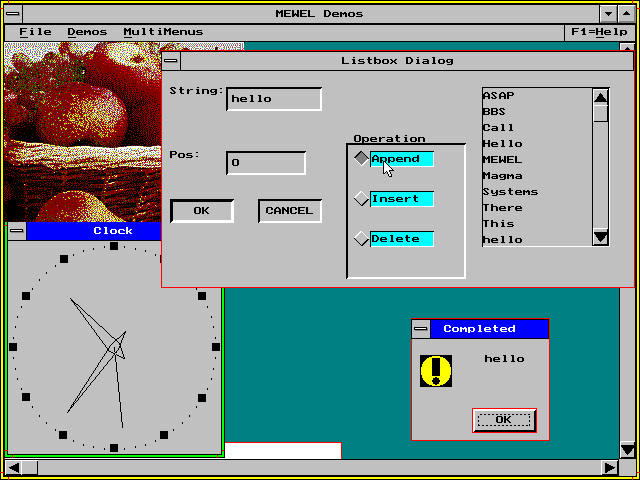 MEWEL Demos
File Demos MultiMenus F1=Help
Listbox Dialog
String: hello
Pos: 0
OK CANCEL
Operation
Append
Insert
Delete
ASAP
BBS
Call
Hello
MEWEL
Magma
Systems
There
This
hello
Clock
Completed
hello
OK